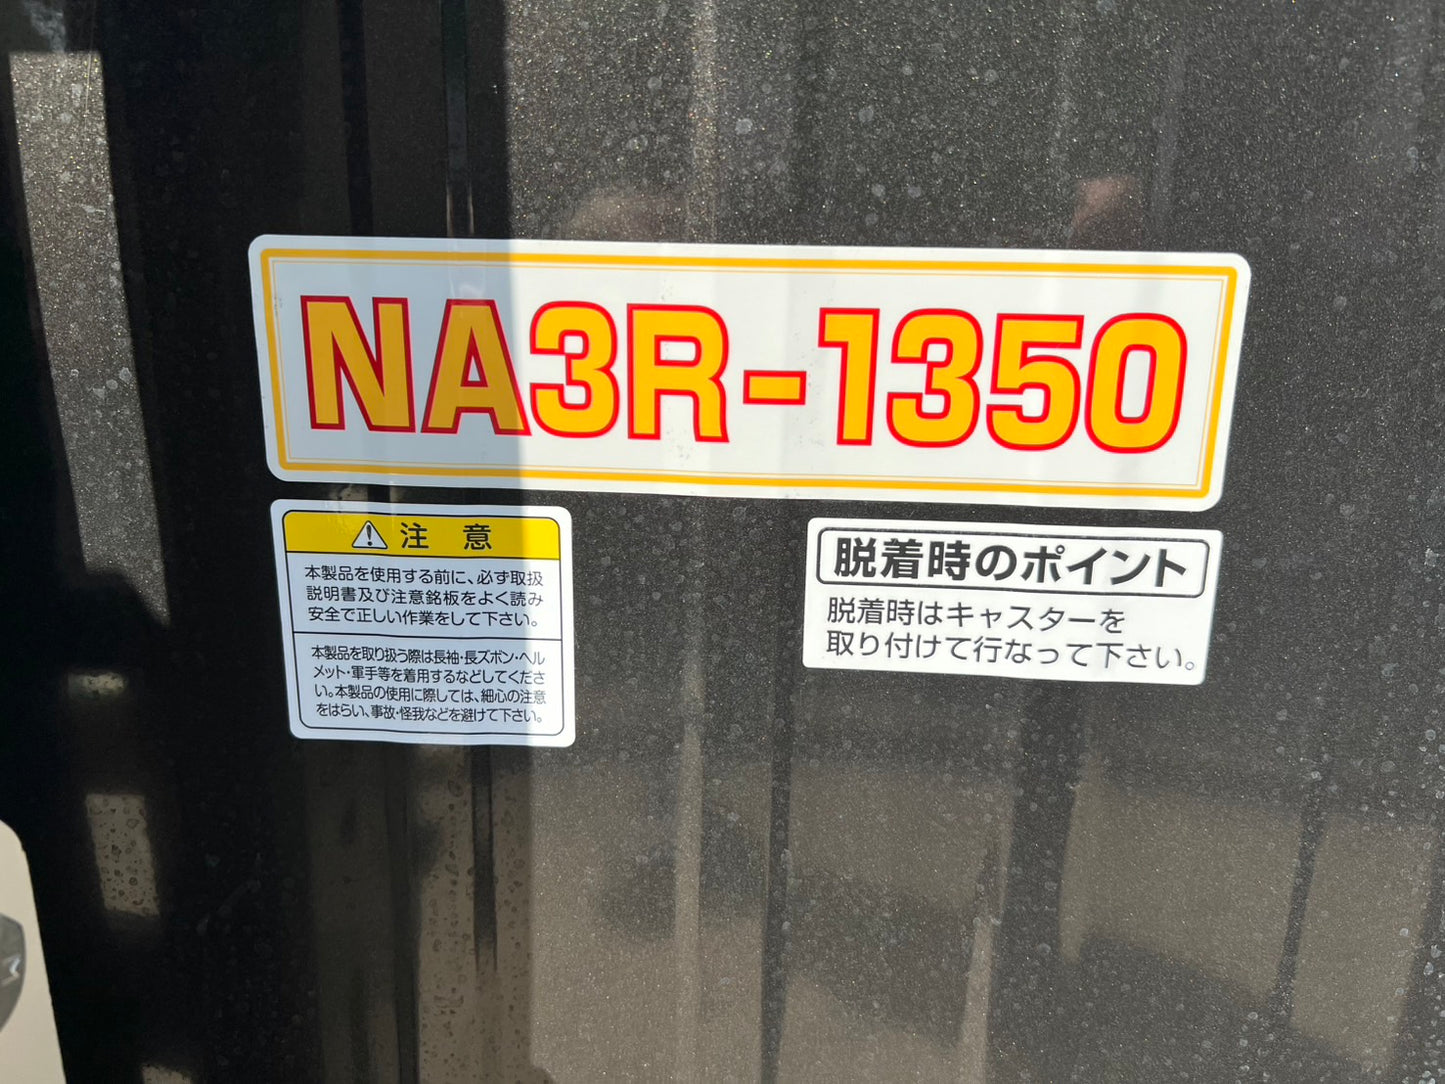 NA3R-1350
注 意
本製品を使用する前に、必ず取扱
説明書及び注意銘板をよく読み
安全で正しい作業をして下さい。
本製品を取り扱う際は長袖・長ズボン・ヘル
メット・軍手等を着用するなどしてくださ
い。本製品の使用に際しては、細心の注意
をはらい、事故・怪我などを避けて下さい。
脱着時のポイント
脱着時はキャスターを
取り付けて行なって下さい。